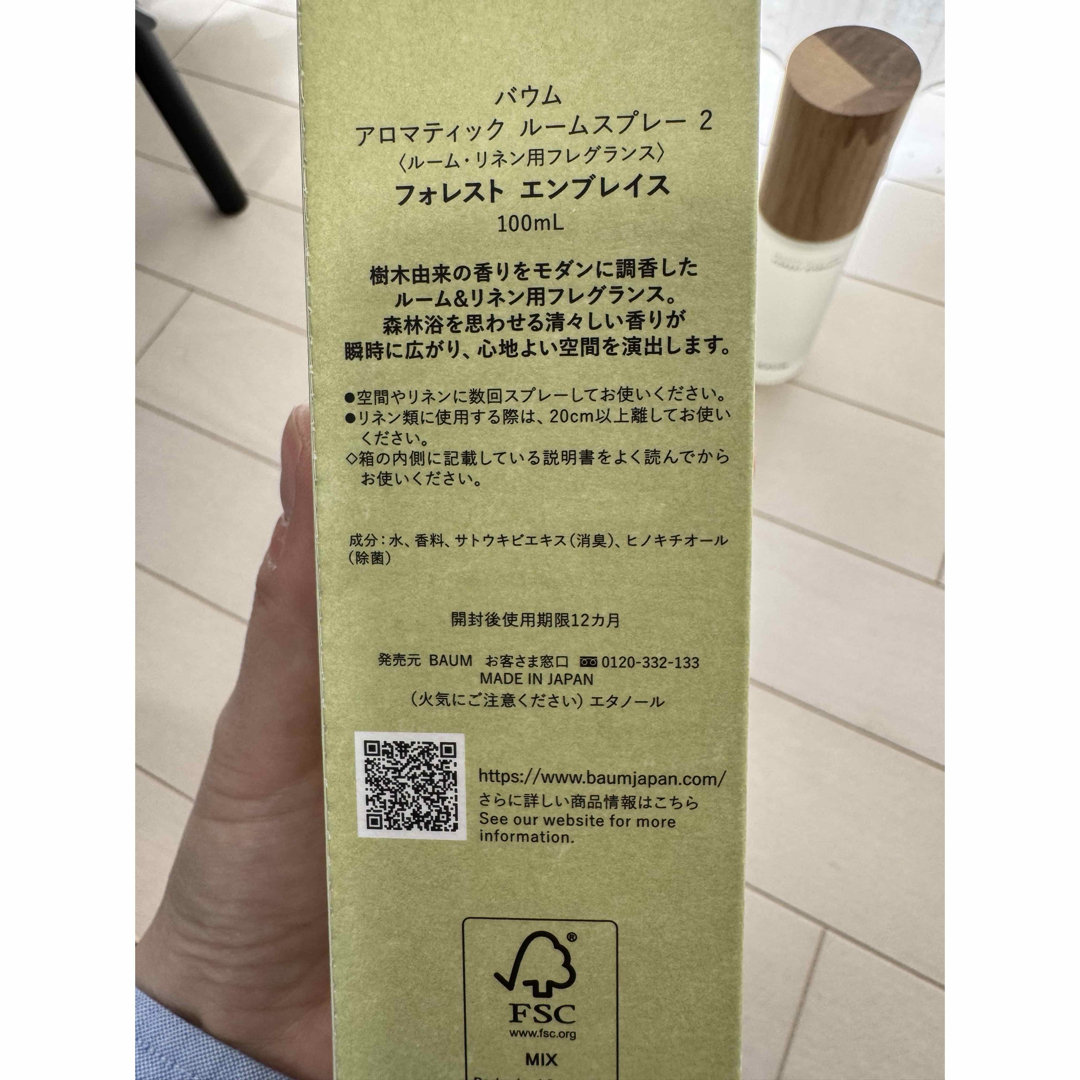 バウム
アロマティック ルームスプレー 2
〈ルーム・リネン用フレグランス〉
フォレスト エンブレイス
100mL
樹木由来の香りをモダンに調香した
ルーム&リネン用フレグランス。
森林浴を思わせる清々しい香りが
瞬時に広がり、心地よい空間を演出します。
●空間やリネンに数回スプレーしてお使いください。
●リネン類に使用する際は、20cm以上離してお使い
ください。
◇箱の内側に記載している説明書をよく読んでから
お使いください。
成分：水、香料、サトウキビエキス（消臭）、ヒノキチオール
（除菌）
開封後使用期限12カ月
発売元 BAUM お客さま窓口 0120-332-133
MADE IN JAPAN
（火気にご注意ください）エタノール
https://www.baumjapan.com/
さらに詳しい商品情報はこちら
See our website for more
information.
®
FSC
www.fsc.org
MIX